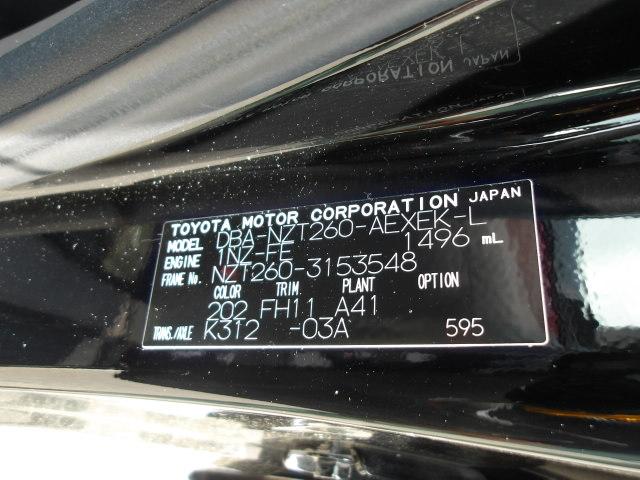 TOYOTA MOTOR CORPORATION JAPAN
MODEL DBA-NZT260-AEXEK-L
ENGINE 1NZ-FE 1496 mL
FRAME No. NZT260-3153548
COLOR TRIM PLANT OPTION
202 FH11 A41
TRANS./AXLE K312 -03A 595